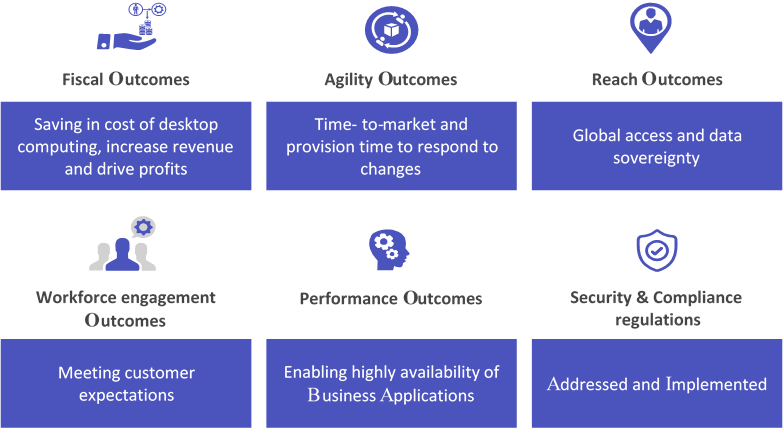 Fiscal Outcomes
Saving in cost of desktop
computing, increase revenue
and drive profits
Agility Outcomes
Time- to-market and
provision time to respond to
changes
Reach Outcomes
Global access and data
sovereignty
Workforce engagement
Outcomes
Meeting customer
expectations
Performance Outcomes
Enabling highly availability of
Business Applications
Security & Compliance
regulations
Addressed and Implemented